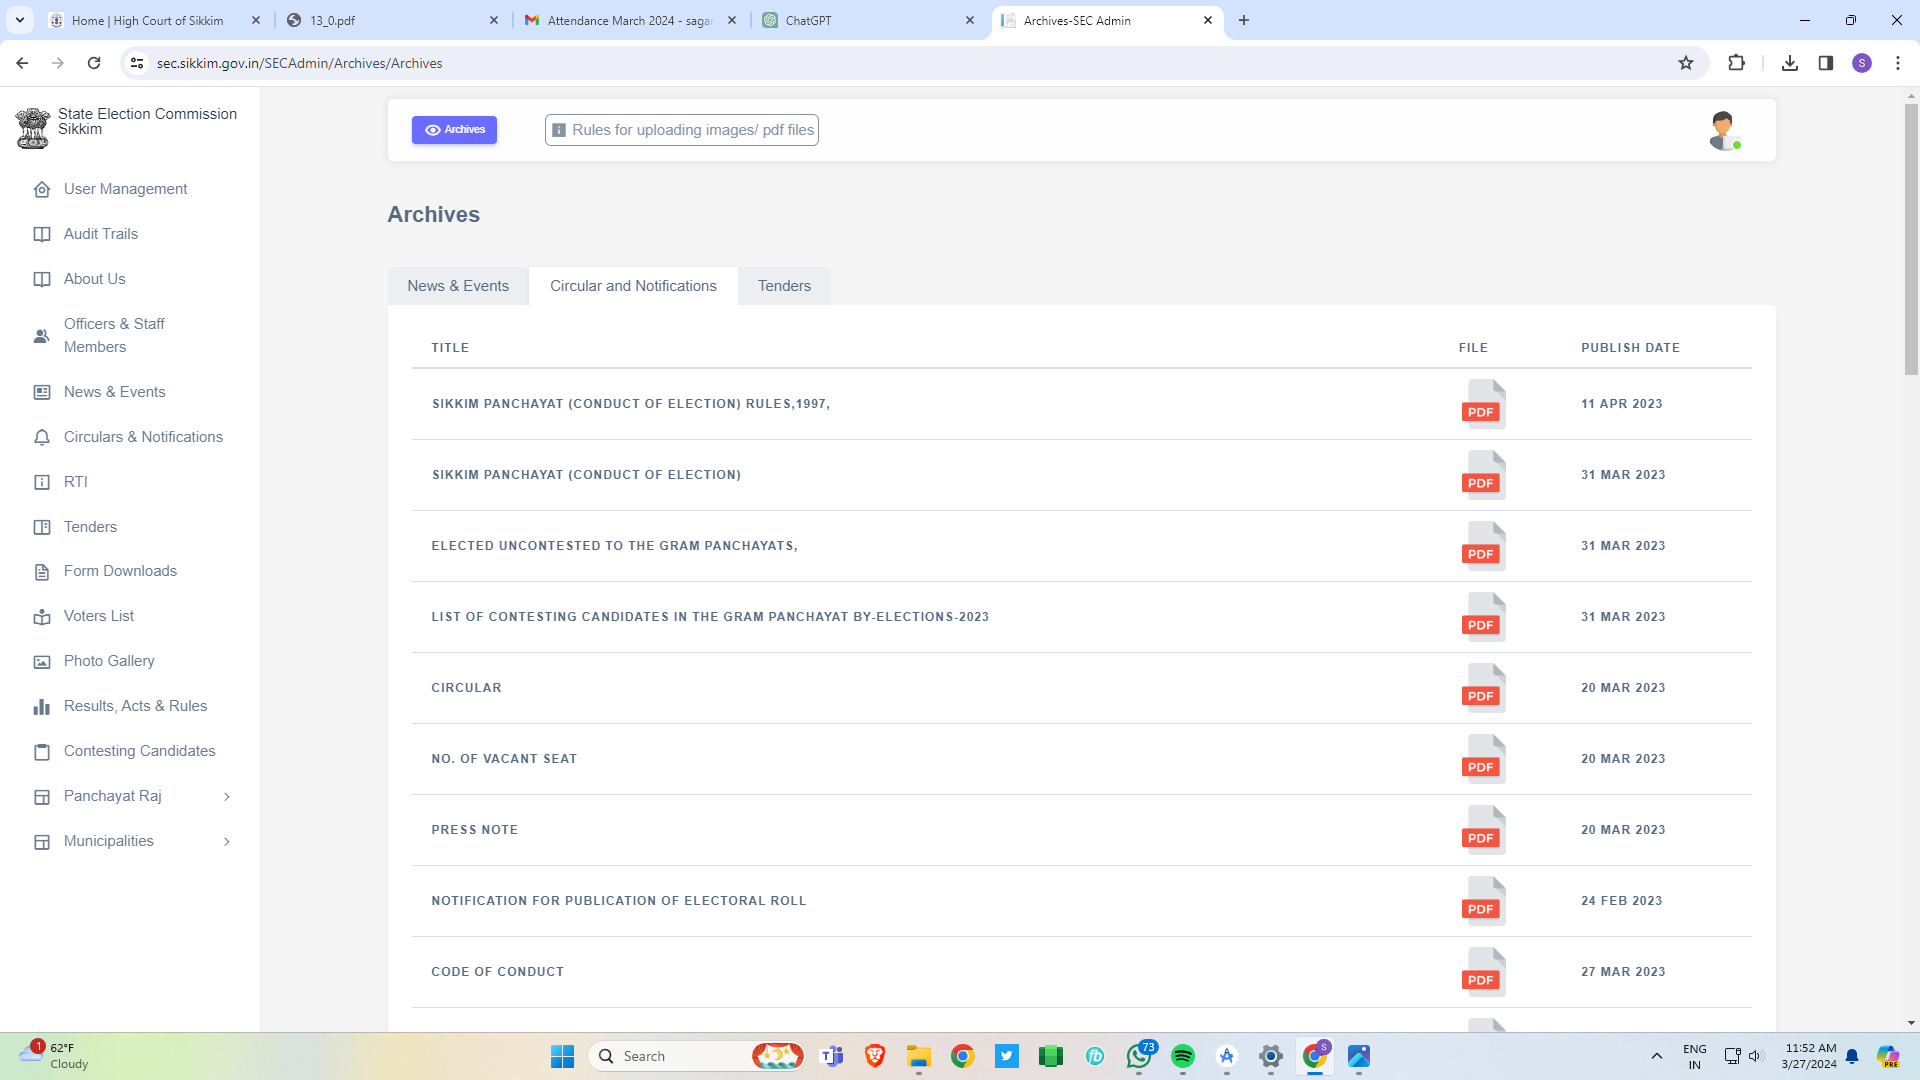 Home | High Court of Sikkim
13_0.pdf
Attendance March 2024 - sagar
ChatGPT
Archives-SEC Admin
sec.sikkim.gov.in/SECAdmin/Archives/Archives
S
State Election Commission
Sikkim
User Management
Audit Trails
About Us
Officers & Staff
Members
News & Events
Circulars & Notifications
RTI
Tenders
Form Downloads
Voters List
Photo Gallery
Results, Acts & Rules
Contesting Candidates
Panchayat Raj
Municipalities
Archives
Rules for uploading images/ pdf files
Archives
News & Events
Circular and Notifications
Tenders
TITLE FILE PUBLISH DATE
SIKKIM PANCHAYAT (CONDUCT OF ELECTION) RULES,1997, PDF 11 APR 2023
SIKKIM PANCHAYAT (CONDUCT OF ELECTION) PDF 31 MAR 2023
ELECTED UNCONTESTED TO THE GRAM PANCHAYATS, PDF 31 MAR 2023
LIST OF CONTESTING CANDIDATES IN THE GRAM PANCHAYAT BY-ELECTIONS-2023 PDF 31 MAR 2023
CIRCULAR PDF 20 MAR 2023
NO. OF VACANT SEAT PDF 20 MAR 2023
PRESS NOTE PDF 20 MAR 2023
NOTIFICATION FOR PUBLICATION OF ELECTORAL ROLL PDF 24 FEB 2023
CODE OF CONDUCT PDF 27 MAR 2023
1
62°F
Cloudy
Search
73
S
ENG
IN
11:52 AM
3/27/2024
PRE